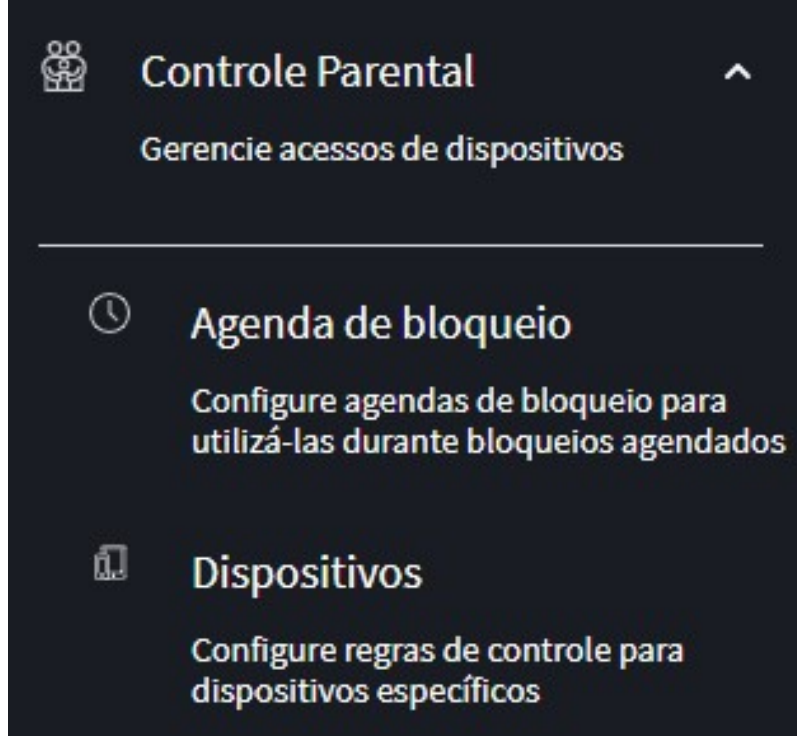 Controle Parental
Gerencie acessos de dispositivos
Agenda de bloqueio
Configure agendas de bloqueio para
utilizá-las durante bloqueios agendados
Dispositivos
Configure regras de controle para
dispositivos específicos